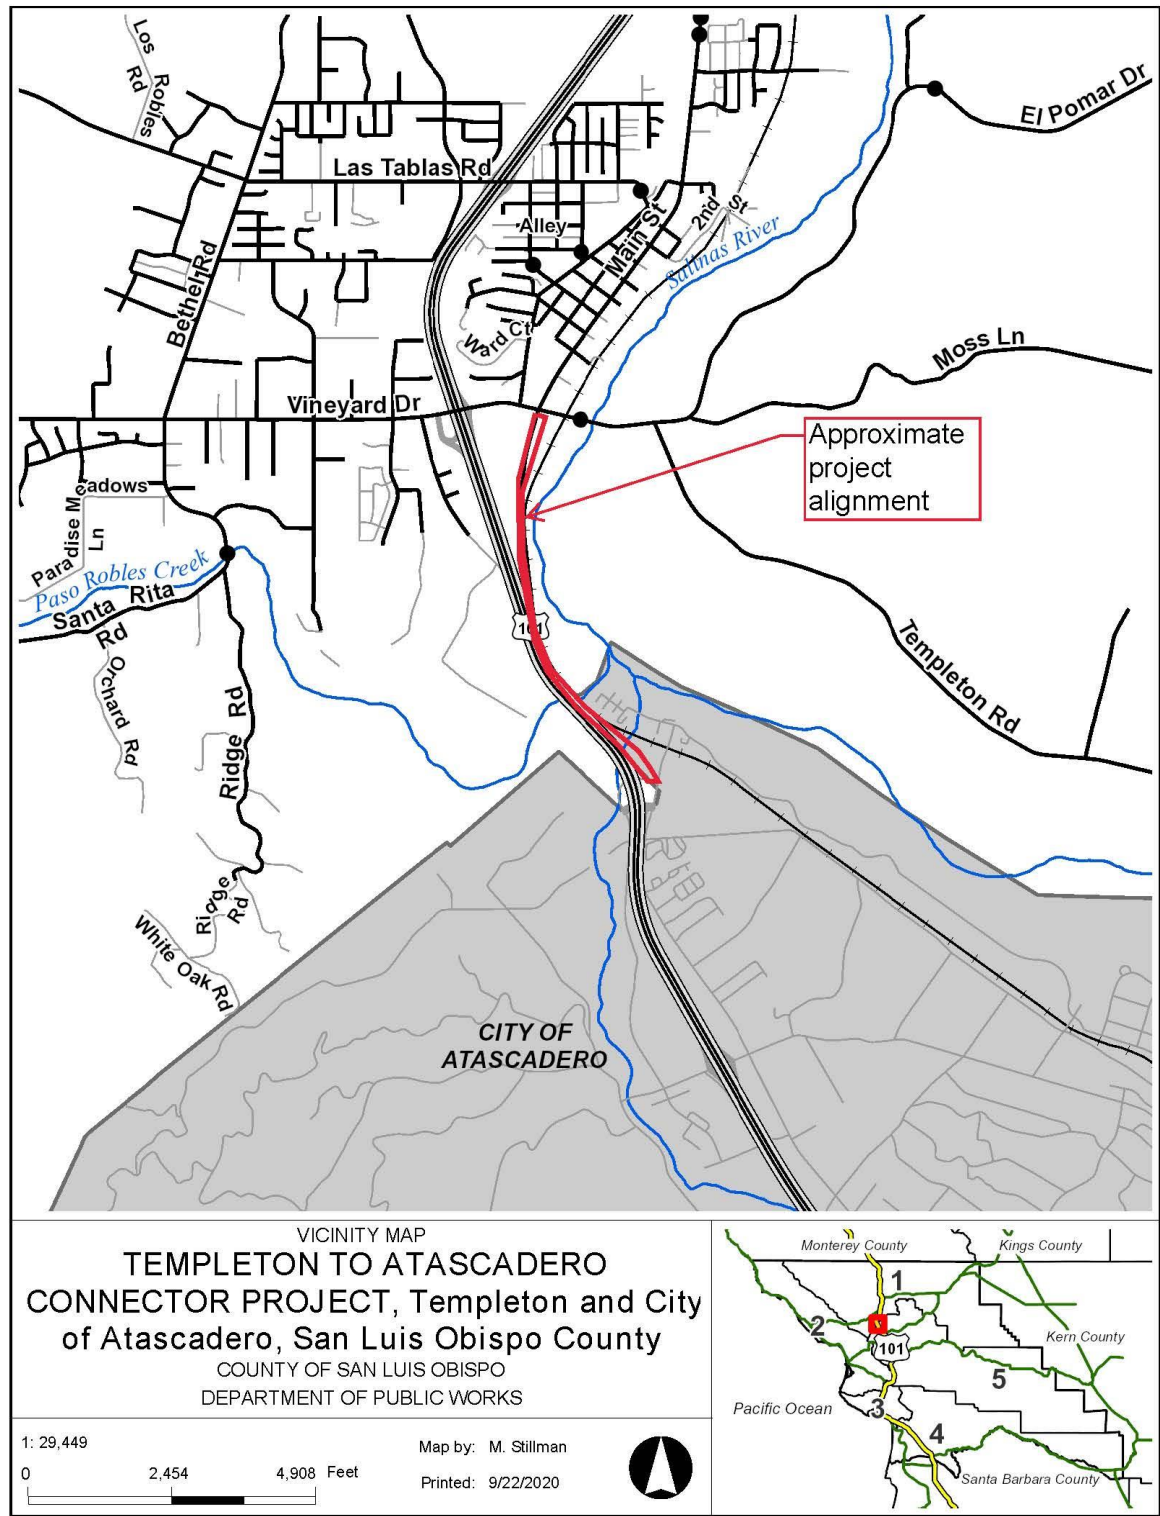 Los Robles
Rd
El Pomar Dr
Las Tablas Rd
2nd St
Alley
Main St
Salinas River
Bethel Rd
Ward Ct
Moss Ln
Vineyard Dr
Approximate
project
alignment
Paradise Meadows
Ln
Paso Robles Creek
Santa Rita
Rd
101
Templeton Rd
Orchard Rd
Ridge Rd
Ridge
Rd
White Oak Rd
CITY OF
ATASCADERO
VICINITY MAP
TEMPLETON TO ATASCADERO
CONNECTOR PROJECT, Templeton and City
of Atascadero, San Luis Obispo County
COUNTY OF SAN LUIS OBISPO
DEPARTMENT OF PUBLIC WORKS
1: 29,449
0 2,454 4,908 Feet
Map by: M. Stillman
Printed: 9/22/2020
Monterey County
Kings County
1
2
101
Kern County
5
Pacific Ocean
3
4
Santa Barbara County